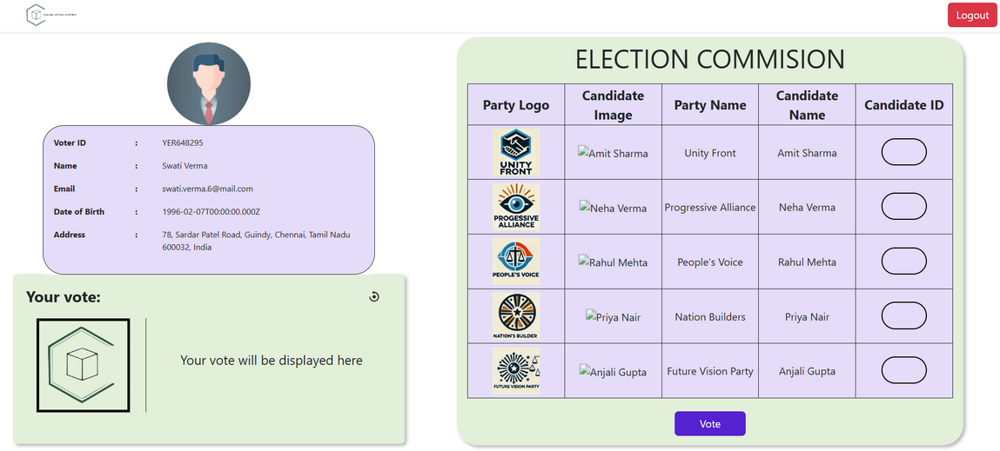 ONLINE VOTING SYSTEM
Logout
Voter ID : YER648295
Name : Swati Verma
Email : swati.verma.6@mail.com
Date of Birth : 1996-02-07T00:00:00.000Z
Address : 78, Sardar Patel Road, Guindy, Chennai, Tamil Nadu
600032, India
Your vote:
Your vote will be displayed here
ELECTION COMMISION
Party Logo Candidate Image Party Name Candidate Name Candidate ID
UNITY
FRONT
Amit Sharma Unity Front Amit Sharma
PROGESSIVE
ALLIANCE
Neha Verma Progressive Alliance Neha Verma
PEOPLE'S VOICE
Rahul Mehta People's Voice Rahul Mehta
NATION'S BUILDER
Priya Nair Nation Builders Priya Nair
FUTURE VISION PARTY
Anjali Gupta Future Vision Party Anjali Gupta
Vote